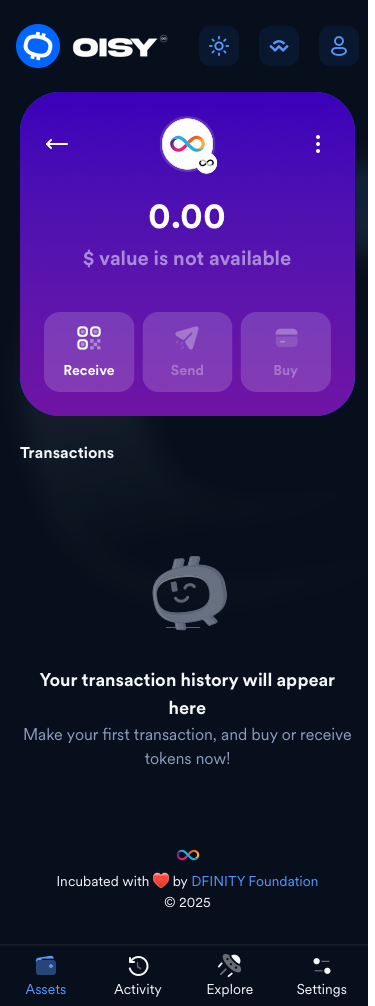 OISY
0.00
$ value is not available
Receive
Send
Buy
Transactions
Your transaction history will appear
here
Make your first transaction, and buy or receive
tokens now!
Incubated with ❤️ by DFINITY Foundation
© 2025
Assets
Activity
Explore
Settings